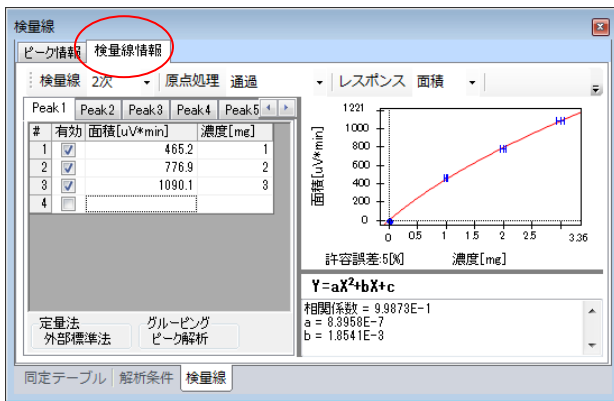 検量線
ピーク情報 検量線情報
検量線 2次 原点処理 通過 レスポンス 面積
Peak1 Peak2 Peak3 Peak4 Peak5
# 有効 面積[uV*min] 濃度[mg]
1 465.2 1
2 776.9 2
3 1090.1 3
4
定量法 グルーピング
外部標準法 ピーク解析
面積[uV*min]
1221
1000
800
600
400
200
0
0 0.5 1 1.5 2 2.5 3.36
許容誤差:5[%] 濃度[mg]
Y=aX²+bX+c
相関係数 = 9.9873E-1
a = 8.3958E-7
b = 1.8541E-3
同定テーブル 解析条件 検量線